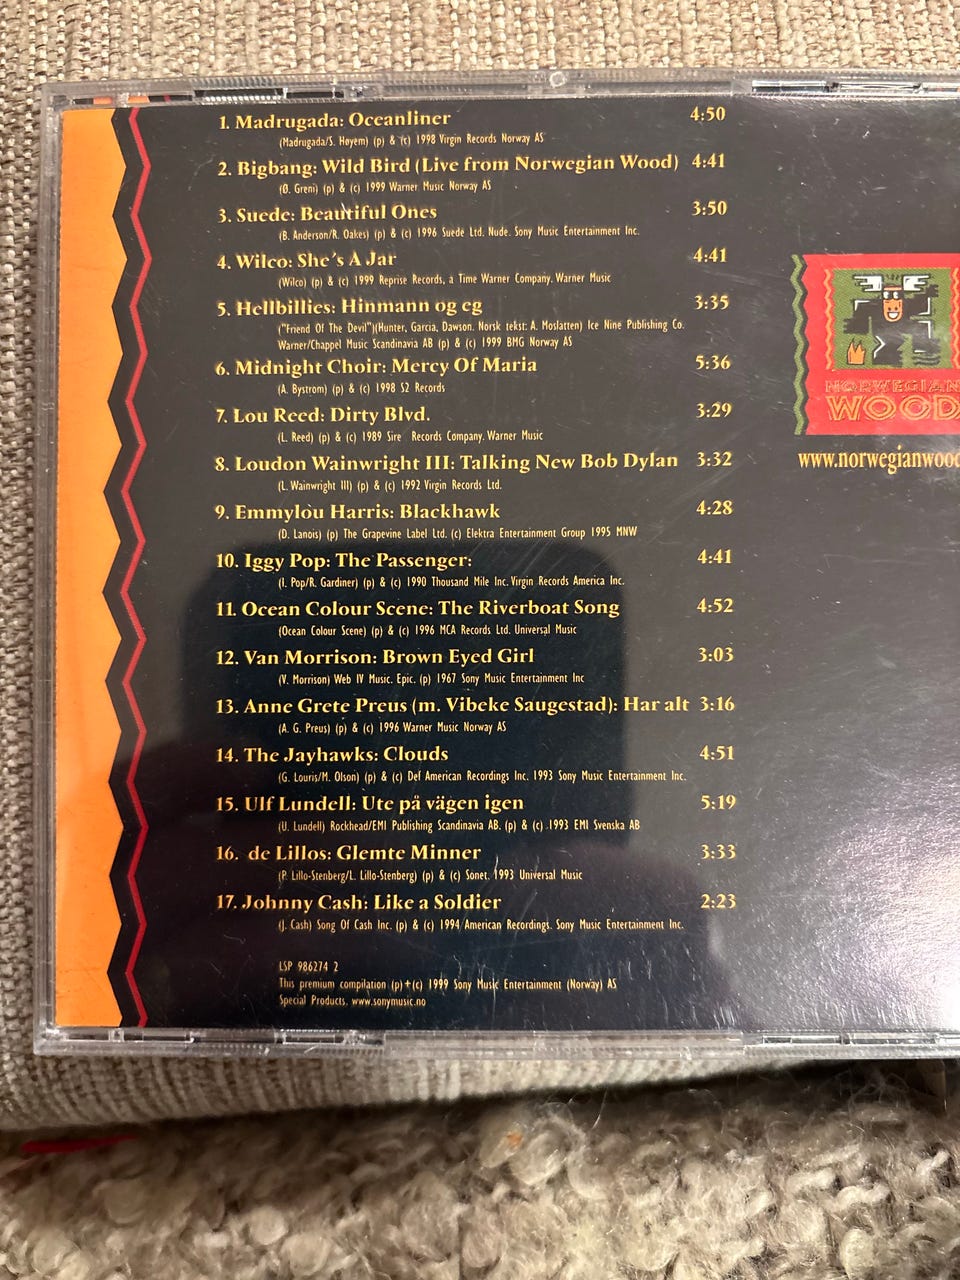 1. Madrugada: Oceanliner 4:50
(Madrugada/S. Høyem) (p) & (c) 1998 Virgin Records Norway AS
2. Bigbang: Wild Bird (Live from Norwegian Wood) 4:41
(Ø. Greni) (p) & (c) 1999 Warner Music Norway AS
3. Suede: Beautiful Ones 3:50
(B. Anderson/R. Oakes) (p) & (c) 1996 Suede Ltd. Nude. Sony Music Entertainment Inc.
4. Wilco: She's A Jar 4:41
(Wilco) (p) & (c) 1999 Reprise Records, a Time Warner Company. Warner Music
5. Hellbillies: Hinmann og eg 3:35
("Friend Of The Devil")(Hunter, Garcia, Dawson. Norsk tekst: A. Moslatten) Ice Nine Publishing Co.
Warner/Chappel Music Scandinavia AB (p) & (c) 1999 BMG Norway AS
6. Midnight Choir: Mercy Of Maria 5:36
(A. Bystrom) (p) & (c) 1998 S2 Records
7. Lou Reed: Dirty Blvd. 3:29
(L. Reed) (p) & (c) 1989 Sire Records Company. Warner Music
8. Loudon Wainwright III: Talking New Bob Dylan 3:32
(L. Wainwright III) (p) & (c) 1992 Virgin Records Ltd.
9. Emmylou Harris: Blackhawk 4:28
(D. Lanois) (p) The Grapevine Label Ltd. (c) Elektra Entertainment Group 1995 MNW
10. Iggy Pop: The Passenger: 4:41
(I. Pop/R. Gardiner) (p) & (c) 1990 Thousand Mile Inc. Virgin Records America Inc.
11. Ocean Colour Scene: The Riverboat Song 4:52
(Ocean Colour Scene) (p) & (c) 1996 MCA Records Ltd. Universal Music
12. Van Morrison: Brown Eyed Girl 3:03
(V. Morrison) Web IV Music. Epic. (p) 1967 Sony Music Entertainment Inc
13. Anne Grete Preus (m. Vibeke Saugestad): Har alt 3:16
(A. G. Preus) (p) & (c) 1996 Warner Music Norway AS
14. The Jayhawks: Clouds 4:51
(G. Louris/M. Olson) (p) & (c) Def American Recordings Inc. 1993 Sony Music Entertainment Inc.
15. Ulf Lundell: Ute på vägen igen 5:19
(U. Lundell) Rockhead/EMI Publishing Scandinavia AB. (p) & (c) 1993 EMI Svenska AB
16. de Lillos: Glemte Minner 3:33
(P. Lillo-Stenberg/L. Lillo-Stenberg) (p) & (c) Sonet. 1993 Universal Music
17. Johnny Cash: Like a Soldier 2:23
(J. Cash) Song Of Cash Inc. (p) & (c) 1994 American Recordings. Sony Music Entertainment Inc.
LSP 986274 2
This premium compilation (p)+(c) 1999 Sony Music Entertainment (Norway) AS
Special Products. www.sonymusic.no
NORWEGIAN
WOOD
www.norwegianwood